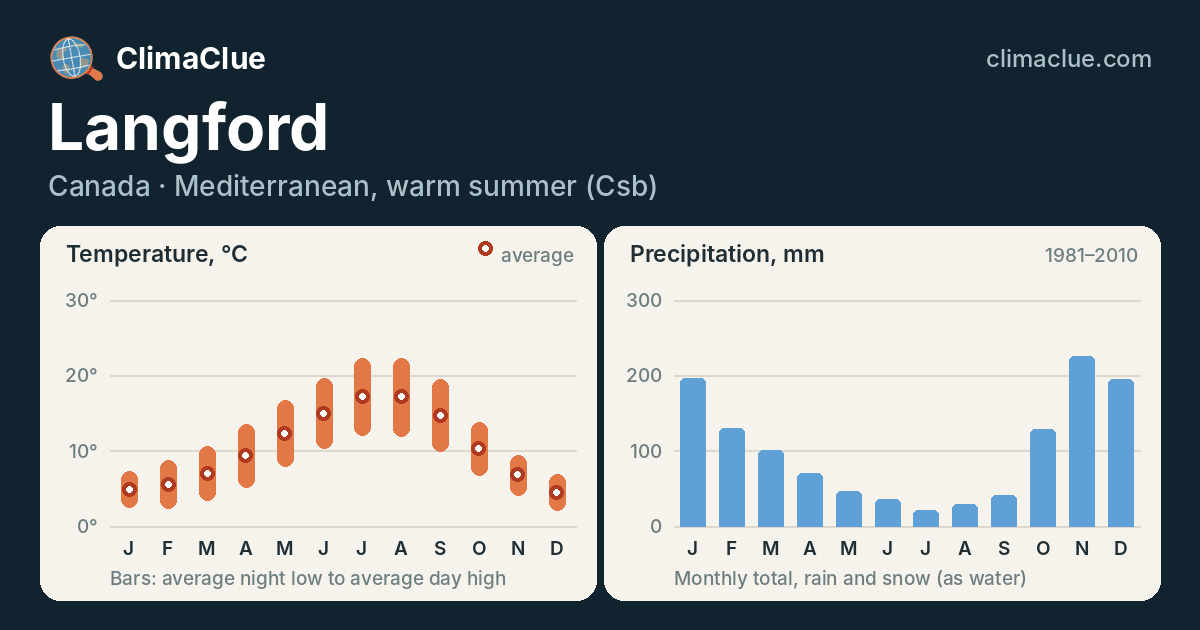 ClimaClue
climaclue.com
Langford
Canada · Mediterranean, warm summer (Csb)
Temperature, °C
average
30°
20°
10°
0°
J F M A M J J A S O N D
Bars: average night low to average day high
Precipitation, mm
1981–2010
300
200
100
0
J F M A M J J A S O N D
Monthly total, rain and snow (as water)